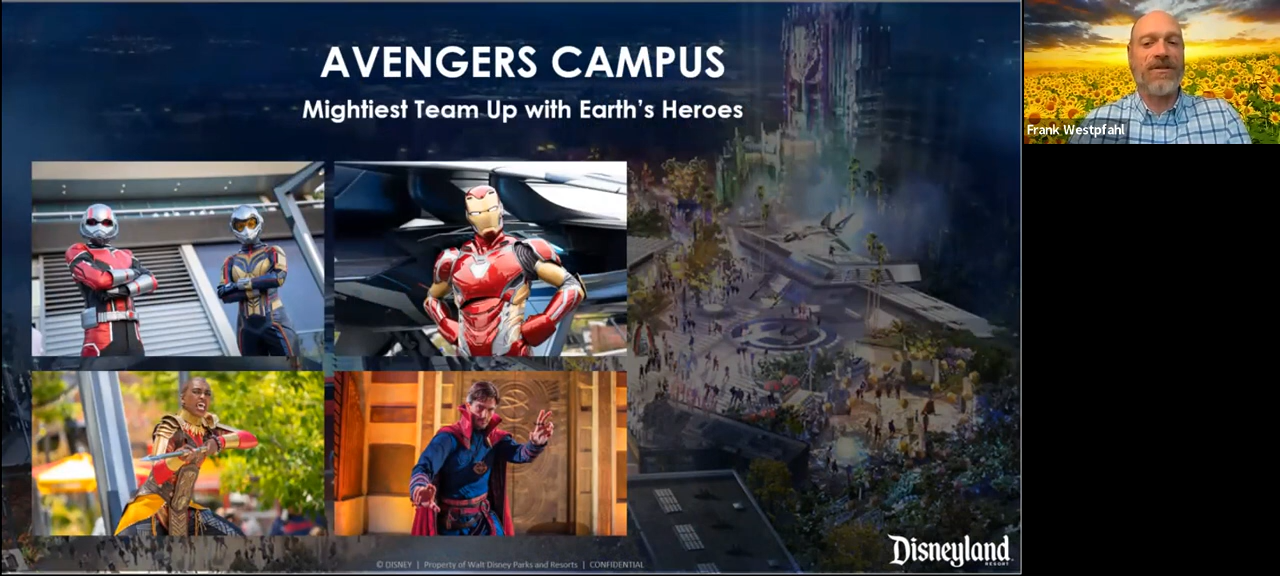 AVENGERS CAMPUS
Mightiest Team Up with Earth's Heroes
Frank Westpfahl
© DISNEY | Property of Walt Disney Parks and Resorts | CONFIDENTIAL
Disneyland
RESORT